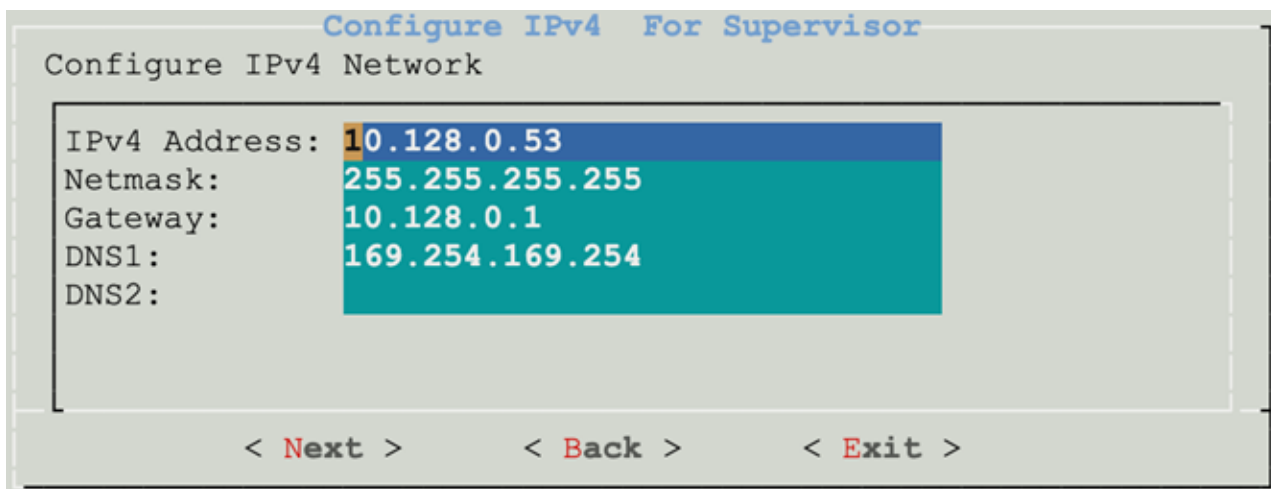 Configure IPv4  For Supervisor
Configure IPv4 Network
IPv4 Address: 10.128.0.53
Netmask: 255.255.255.255
Gateway: 10.128.0.1
DNS1: 169.254.169.254
DNS2:
< Next > < Back > < Exit >